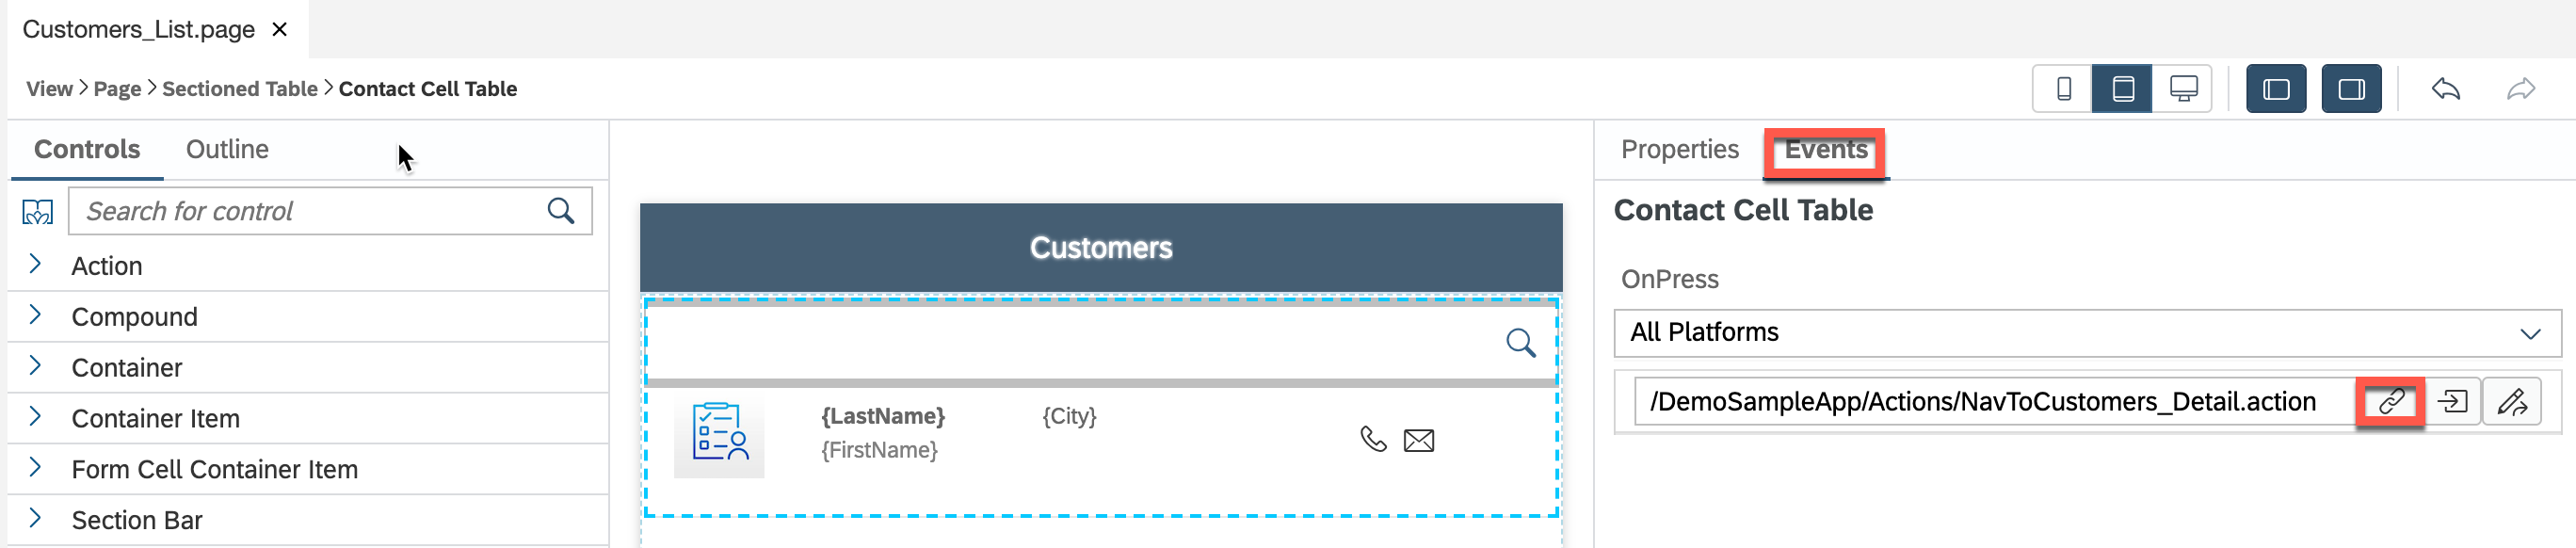 Customers_List.page
View > Page > Sectioned Table > Contact Cell Table
Controls
Outline
Search for control
Action
Compound
Container
Container Item
Form Cell Container Item
Section Bar
Customers
{LastName}
{City}
{FirstName}
Properties
Events
Contact Cell Table
OnPress
All Platforms
/DemoSampleApp/Actions/NavToCustomers_Detail.action